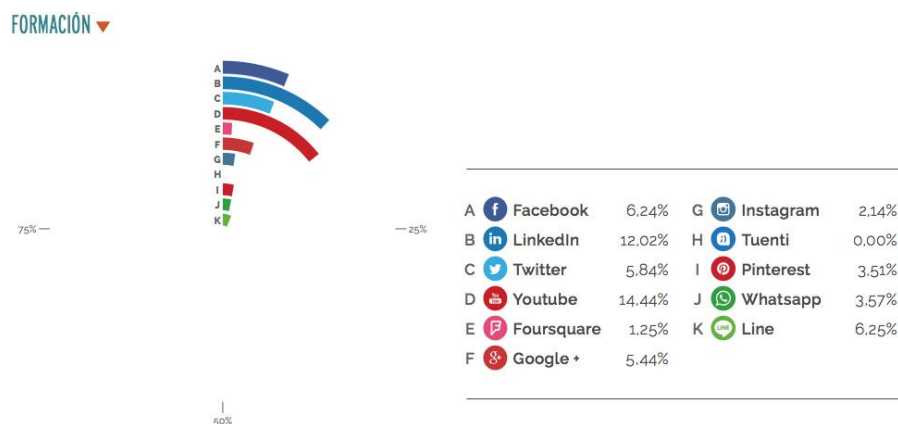 FORMACIÓN
A
B
C
D
E
F
G
H
I
J
K
75%
25%
50%
A Facebook 6,24% G Instagram 2,14%
B LinkedIn 12,02% H Tuenti 0,00%
C Twitter 5,84% I Pinterest 3,51%
D Youtube 14,44% J Whatsapp 3,57%
E Foursquare 1,25% K Line 6,25%
F Google + 5,44%